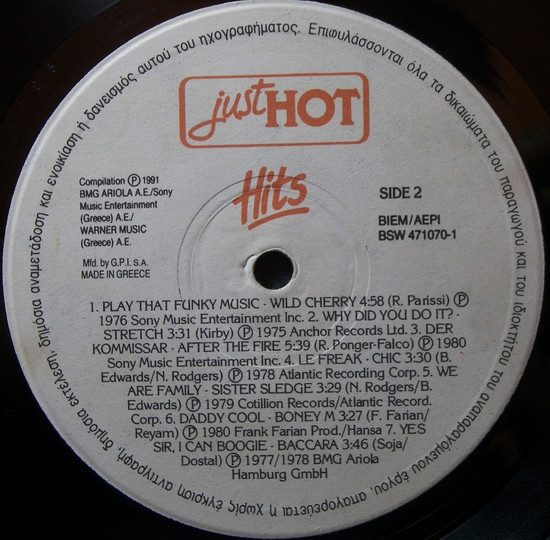 Επιφυλάσσονται όλα τα δικαιώματα του παραγωγού και του ιδιοκτήτου του αναπαραγομένου έργου, απαγορεύεται η χωρίς έγκριση αντιγραφή, δημόσια εκτέλεση, δημόσια αναμετάδοση και ενοικίαση ή δανεισμός αυτού του ηχογραφήματος.
just HOT
Hits
Compilation Ⓟ 1991
BMG ARIOLA A.E./Sony
Music Entertainment
(Greece) A.E./
WARNER MUSIC
(Greece) A.E.
Mfd. by G.P.I. S.A.
MADE IN GREECE
SIDE 2
BIEM/AEPI
BSW 471070-1
1. PLAY THAT FUNKY MUSIC - WILD CHERRY 4:58 (R. Parissi) Ⓟ
1976 Sony Music Entertainment Inc. 2. WHY DID YOU DO IT? -
STRETCH 3:31 (Kirby) Ⓟ 1975 Anchor Records Ltd. 3. DER
KOMMISSAR - AFTER THE FIRE 5:39 (R. Ponger-Falco) Ⓟ 1980
Sony Music Entertainment Inc. 4. LE FREAK - CHIC 3:30 (B.
Edwards/N. Rodgers) Ⓟ 1978 Atlantic Recording Corp. 5. WE
ARE FAMILY - SISTER SLEDGE 3:29 (N. Rodgers/B.
Edwards) Ⓟ 1979 Cotillion Records/Atlantic Record.
Corp. 6. DADDY COOL - BONEY M 3:27 (F. Farian/
Reyam) Ⓟ 1980 Frank Farian Prod./Hansa 7. YES
SIR, I CAN BOOGIE - BACCARA 3:46 (Soja/
Dostal) Ⓟ 1977/1978 BMG Ariola
Hamburg GmbH